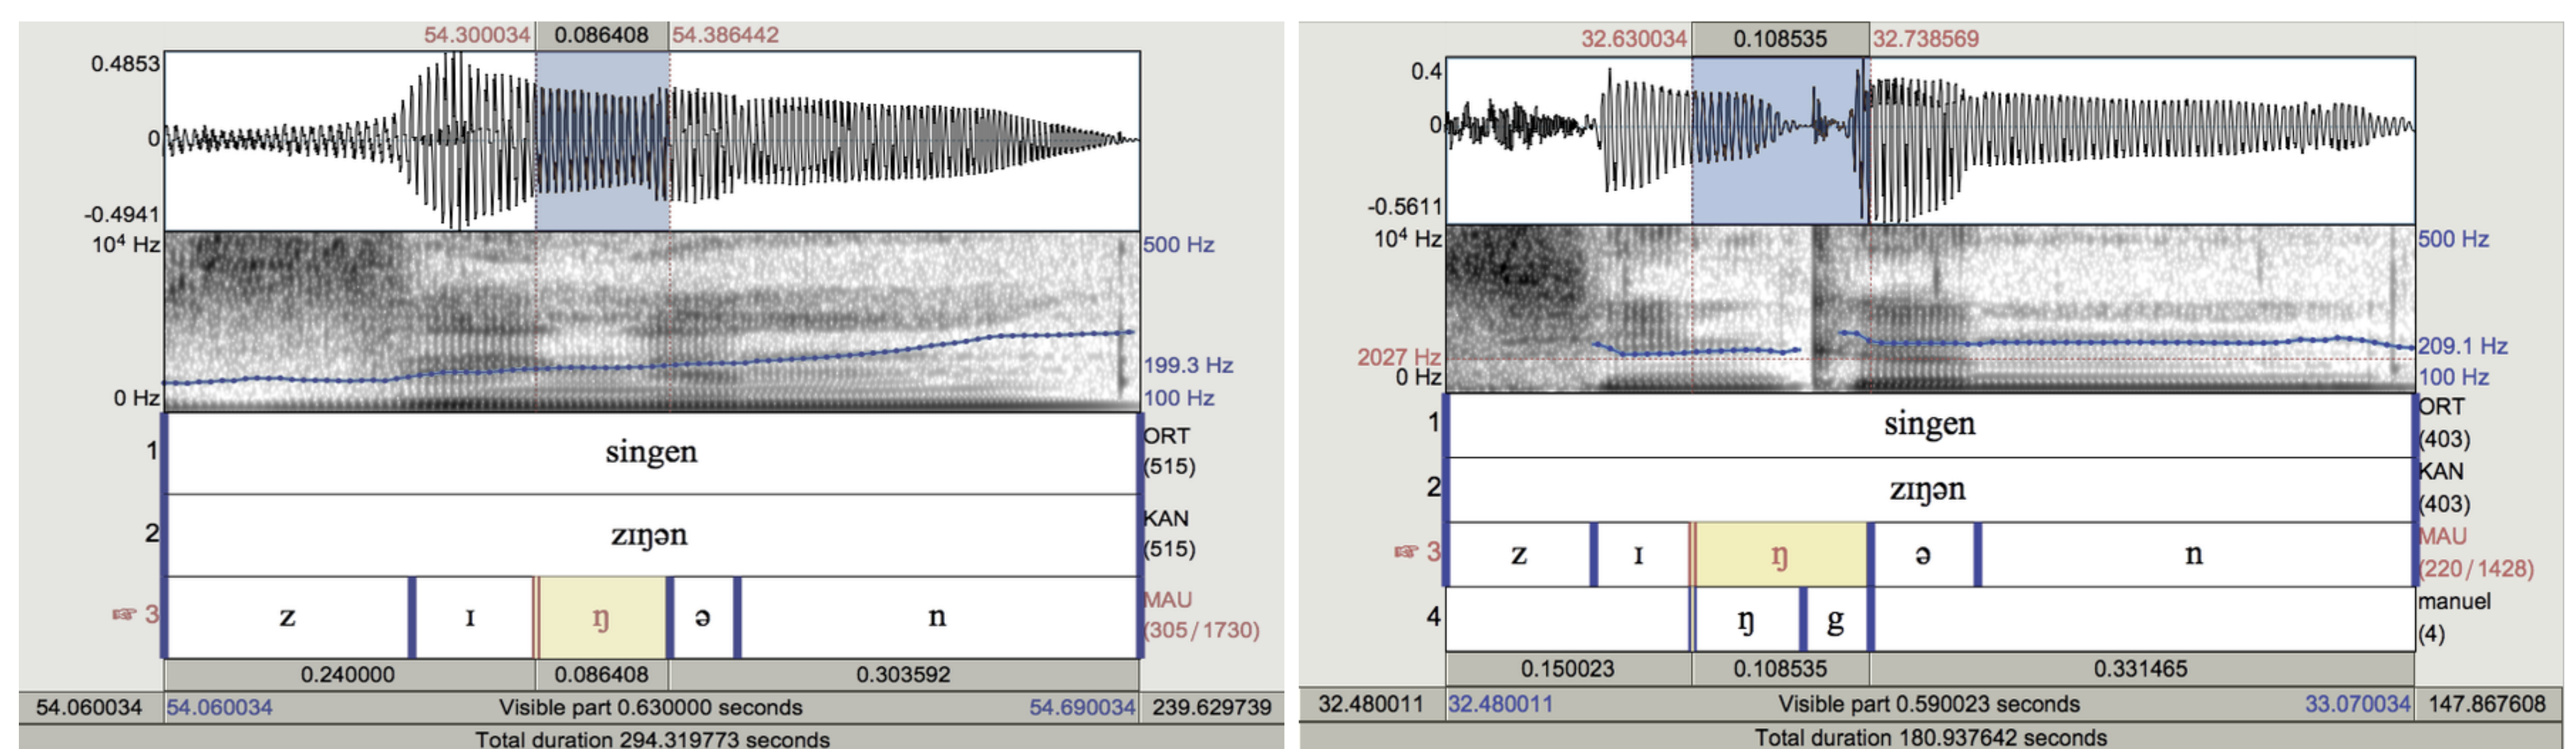 54.300034 0.086408 54.386442
0.4853
0
-0.4941
10⁴ Hz 500 Hz
199.3 Hz
0 Hz 100 Hz
1 singen ORT (515)
2 zɪŋən KAN (515)
☞ 3 z ɪ ŋ ə n MAU (305/1730)
0.240000 0.086408 0.303592
54.060034 54.060034 Visible part 0.630000 seconds 54.690034 239.629739
Total duration 294.319773 seconds
32.630034 0.108535 32.738569
0.4
0
-0.5611
10⁴ Hz 500 Hz
2027 Hz 209.1 Hz
0 Hz 100 Hz
1 singen ORT (403)
2 zɪŋən KAN (403)
☞ 3 z ɪ ŋ ə n MAU (220/1428)
4 ŋ g manuel (4)
0.150023 0.108535 0.331465
32.480011 32.480011 Visible part 0.590023 seconds 33.070034 147.867608
Total duration 180.937642 seconds